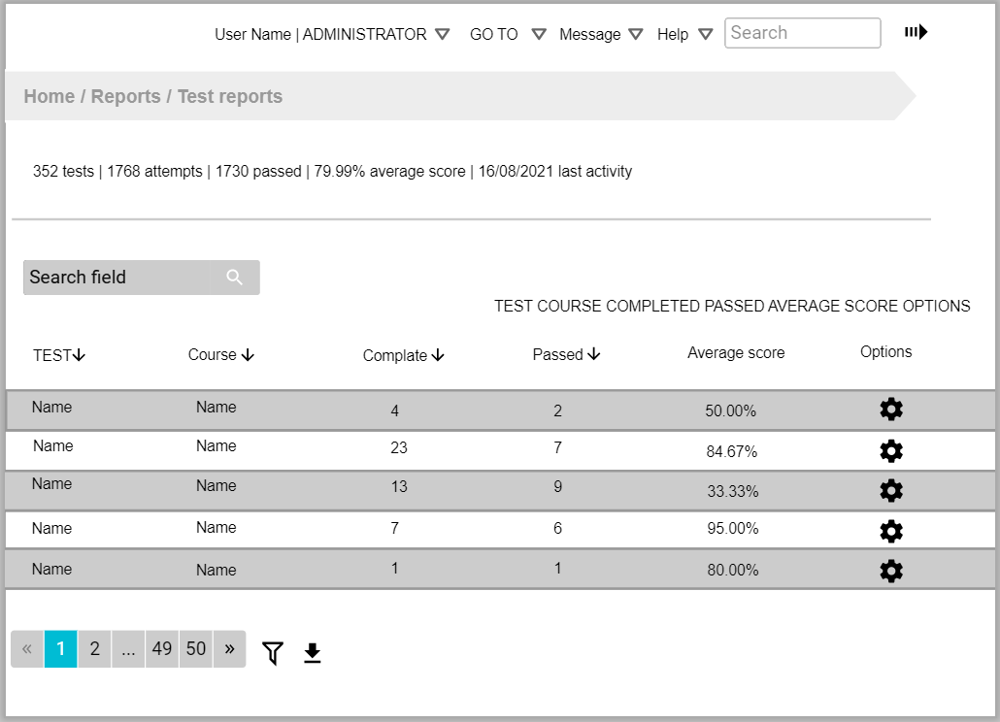 User Name | ADMINISTRATOR GO TO Message Help Search
Home / Reports / Test reports
352 tests | 1768 attempts | 1730 passed | 79.99% average score | 16/08/2021 last activity
Search field
TEST COURSE COMPLETED PASSED AVERAGE SCORE OPTIONS
TEST Course Complate Passed Average score Options
Name Name 4 2 50.00%
Name Name 23 7 84.67%
Name Name 13 9 33.33%
Name Name 7 6 95.00%
Name Name 1 1 80.00%
« 1 2 ... 49 50 »